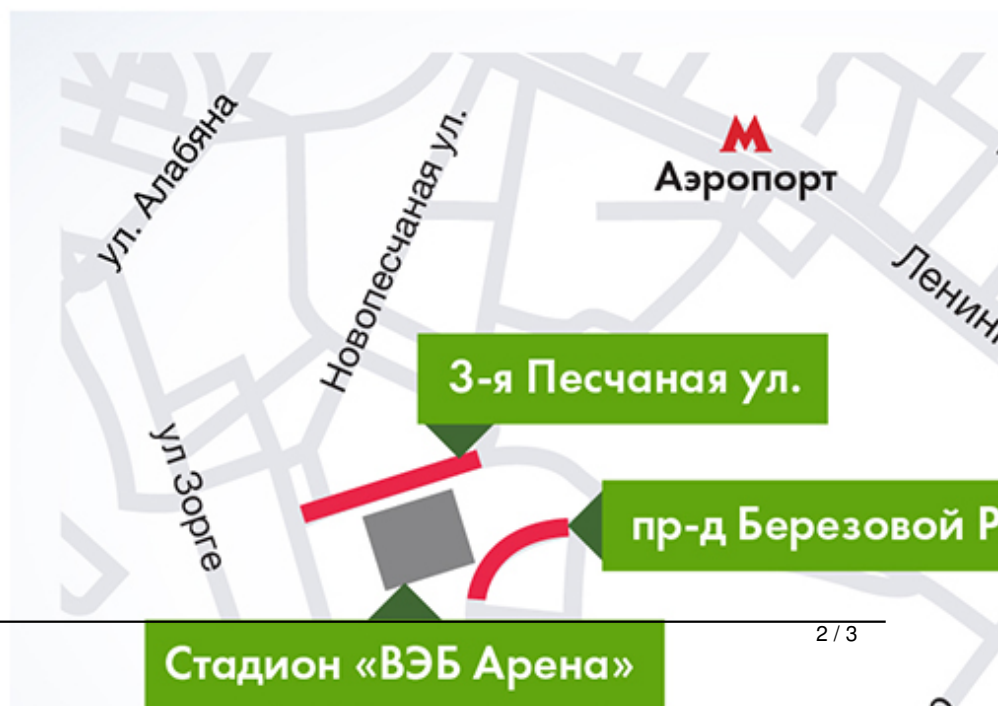 ул. Алабяна
Новопесчаная ул.
Аэропорт
3-я Песчаная ул.
ул Зорге
пр-д Березовой
2 / 3
Стадион «ВЭБ Арена»